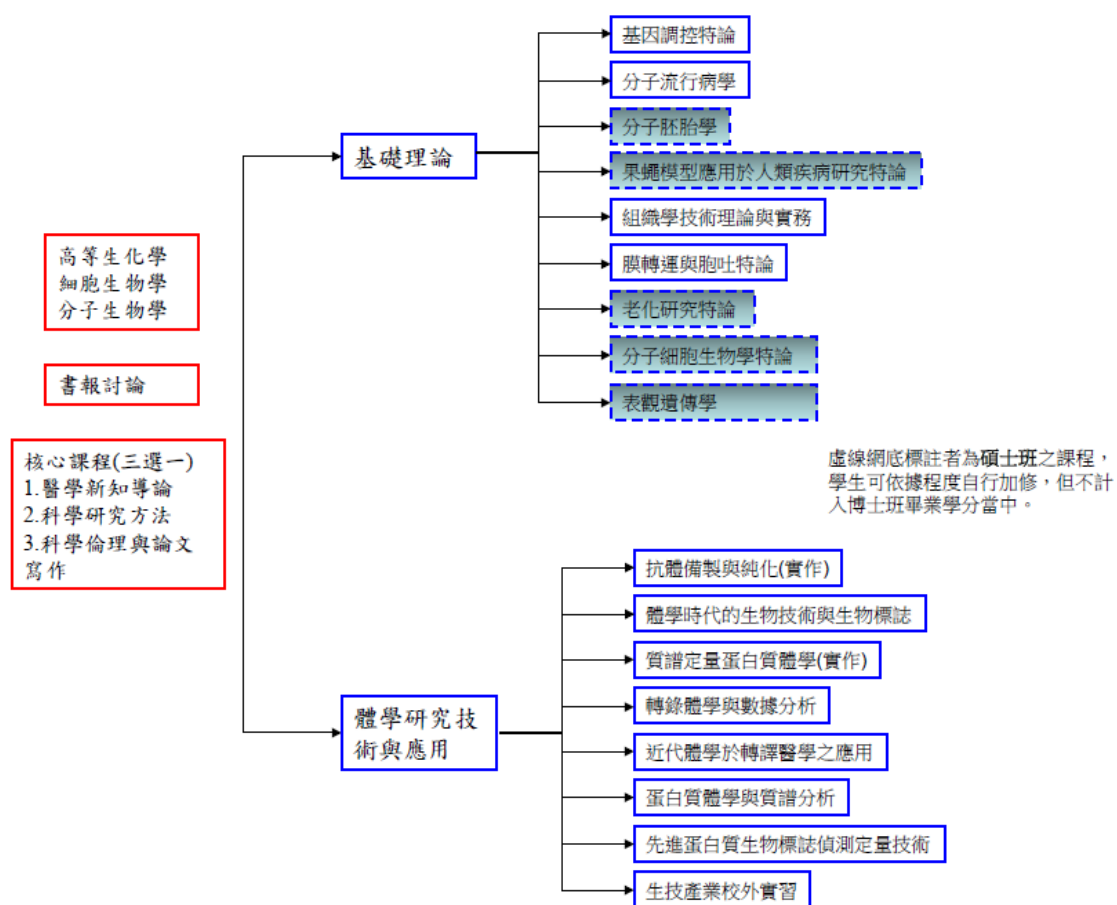 高等生化學
細胞生物學
分子生物學
書報討論
核心課程(三選一)
1.醫學新知導論
2.科學研究方法
3.科學倫理與論文
寫作
基礎理論
基因調控特論
分子流行病學
分子胚胎學
果蠅模型應用於人類疾病研究特論
組織學技術理論與實務
膜轉運與胞吐特論
老化研究特論
分子細胞生物學特論
表觀遺傳學
虛線網底標註者為碩士班之課程，
學生可依據程度自行加修，但不計
入博士班畢業學分當中。
體學研究技
術與應用
抗體備製與純化(實作)
體學時代的生物技術與生物標誌
質譜定量蛋白質體學(實作)
轉錄體學與數據分析
近代體學於轉譯醫學之應用
蛋白質體學與質譜分析
先進蛋白質生物標誌偵測定量技術
生技產業校外實習